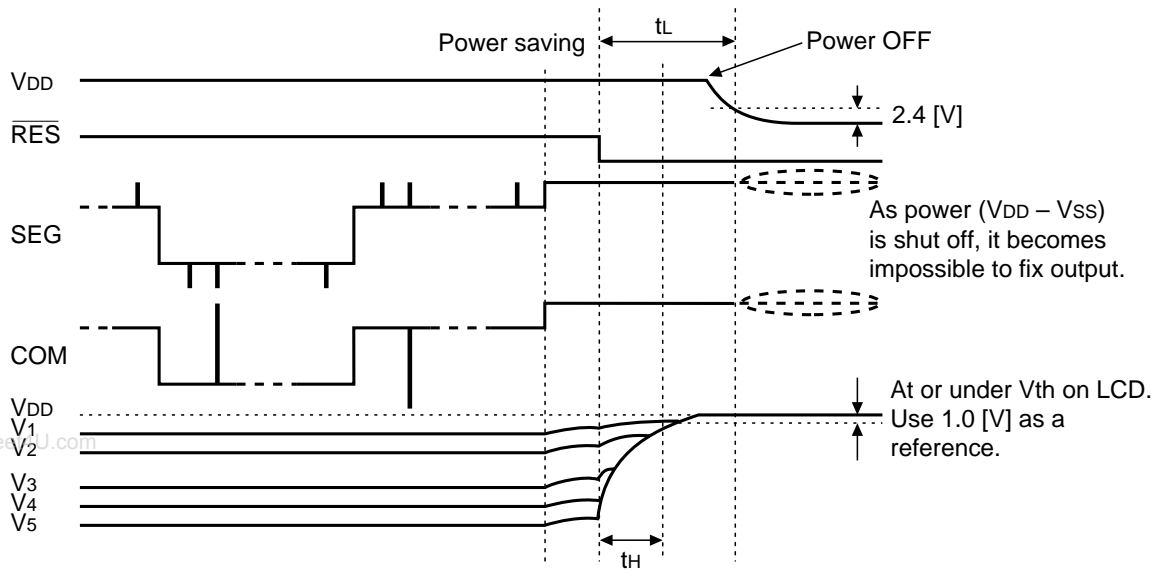 tL
Power saving
Power OFF
VDD
2.4 [V]
RES
SEG
As power (VDD – VSS)
is shut off, it becomes
impossible to fix output.
COM
VDD
At or under Vth on LCD.
Use 1.0 [V] as a
reference.
V1
U.com
V2
V3
V4
V5
tH